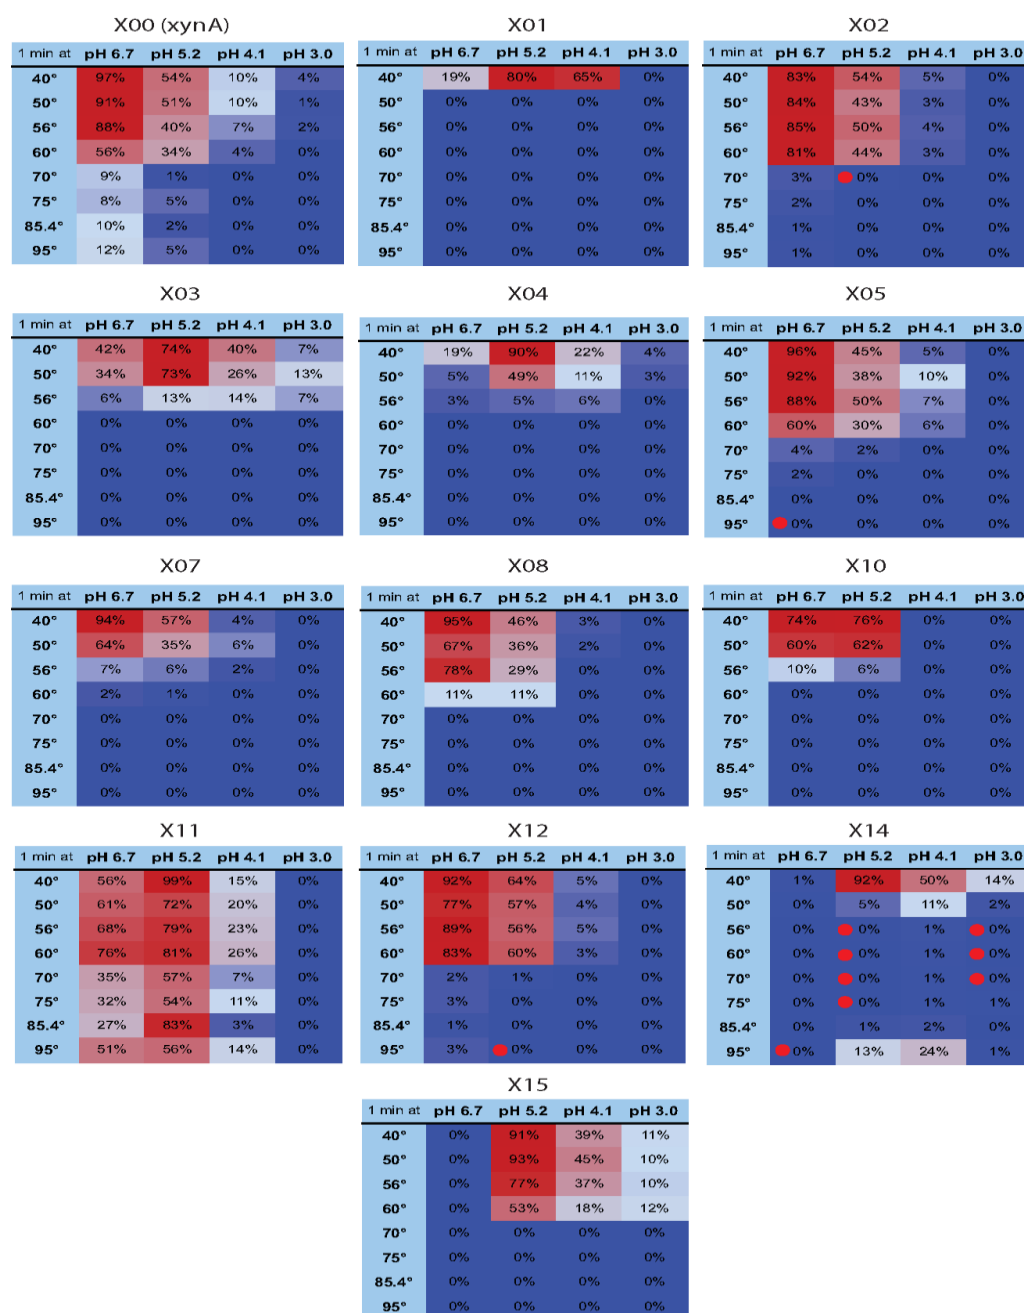 X00 (xynA) X01 X02
1 min at pH 6.7 pH 5.2 pH 4.1 pH 3.0 1 min at pH 6.7 pH 5.2 pH 4.1 pH 3.0 1 min at pH 6.7 pH 5.2 pH 4.1 pH 3.0
40° 97% 54% 10% 4% 40° 19% 80% 65% 0% 40° 83% 54% 5% 0%
50° 91% 51% 10% 1% 50° 0% 0% 0% 0% 50° 84% 43% 3% 0%
56° 88% 40% 7% 2% 56° 0% 0% 0% 0% 56° 85% 50% 4% 0%
60° 56% 34% 4% 0% 60° 0% 0% 0% 0% 60° 81% 44% 3% 0%
70° 9% 1% 0% 0% 70° 0% 0% 0% 0% 70° 3% 0% 0% 0%
75° 8% 5% 0% 0% 75° 0% 0% 0% 0% 75° 2% 0% 0% 0%
85.4° 10% 2% 0% 0% 85.4° 0% 0% 0% 0% 85.4° 1% 0% 0% 0%
95° 12% 5% 0% 0% 95° 0% 0% 0% 0% 95° 1% 0% 0% 0%
X03 X04 X05
1 min at pH 6.7 pH 5.2 pH 4.1 pH 3.0 1 min at pH 6.7 pH 5.2 pH 4.1 pH 3.0 1 min at pH 6.7 pH 5.2 pH 4.1 pH 3.0
40° 42% 74% 40% 7% 40° 19% 90% 22% 4% 40° 96% 45% 5% 0%
50° 34% 73% 26% 13% 50° 5% 49% 11% 3% 50° 92% 38% 10% 0%
56° 6% 13% 14% 7% 56° 3% 5% 6% 0% 56° 88% 50% 7% 0%
60° 0% 0% 0% 0% 60° 0% 0% 0% 0% 60° 60% 30% 6% 0%
70° 0% 0% 0% 0% 70° 0% 0% 0% 0% 70° 4% 2% 0% 0%
75° 0% 0% 0% 0% 75° 0% 0% 0% 0% 75° 2% 0% 0% 0%
85.4° 0% 0% 0% 0% 85.4° 0% 0% 0% 0% 85.4° 0% 0% 0% 0%
95° 0% 0% 0% 0% 95° 0% 0% 0% 0% 95° 0% 0% 0% 0%
X07 X08 X10
1 min at pH 6.7 pH 5.2 pH 4.1 pH 3.0 1 min at pH 6.7 pH 5.2 pH 4.1 pH 3.0 1 min at pH 6.7 pH 5.2 pH 4.1 pH 3.0
40° 94% 57% 4% 0% 40° 95% 46% 3% 0% 40° 74% 76% 0% 0%
50° 64% 35% 6% 0% 50° 67% 36% 2% 0% 50° 60% 62% 0% 0%
56° 7% 6% 2% 0% 56° 78% 29% 0% 0% 56° 10% 6% 0% 0%
60° 2% 1% 0% 0% 60° 11% 11% 0% 0% 60° 0% 0% 0% 0%
70° 0% 0% 0% 0% 70° 0% 0% 0% 0% 70° 0% 0% 0% 0%
75° 0% 0% 0% 0% 75° 0% 0% 0% 0% 75° 0% 0% 0% 0%
85.4° 0% 0% 0% 0% 85.4° 0% 0% 0% 0% 85.4° 0% 0% 0% 0%
95° 0% 0% 0% 0% 95° 0% 0% 0% 0% 95° 0% 0% 0% 0%
X11 X12 X14
1 min at pH 6.7 pH 5.2 pH 4.1 pH 3.0 1 min at pH 6.7 pH 5.2 pH 4.1 pH 3.0 1 min at pH 6.7 pH 5.2 pH 4.1 pH 3.0
40° 56% 99% 15% 0% 40° 92% 64% 5% 0% 40° 1% 92% 50% 14%
50° 61% 72% 20% 0% 50° 77% 57% 4% 0% 50° 0% 5% 11% 2%
56° 68% 79% 23% 0% 56° 89% 56% 5% 0% 56° 0% 0% 1% 0%
60° 76% 81% 26% 0% 60° 83% 60% 3% 0% 60° 0% 0% 1% 0%
70° 35% 57% 7% 0% 70° 2% 1% 0% 0% 70° 0% 0% 1% 0%
75° 32% 54% 11% 0% 75° 3% 0% 0% 0% 75° 0% 0% 1% 1%
85.4° 27% 83% 3% 0% 85.4° 1% 0% 0% 0% 85.4° 0% 1% 2% 0%
95° 51% 56% 14% 0% 95° 3% 0% 0% 0% 95° 0% 13% 24% 1%
X15
1 min at pH 6.7 pH 5.2 pH 4.1 pH 3.0
40° 0% 91% 39% 11%
50° 0% 93% 45% 10%
56° 0% 77% 37% 10%
60° 0% 53% 18% 12%
70° 0% 0% 0% 0%
75° 0% 0% 0% 0%
85.4° 0% 0% 0% 0%
95° 0% 0% 0% 0%